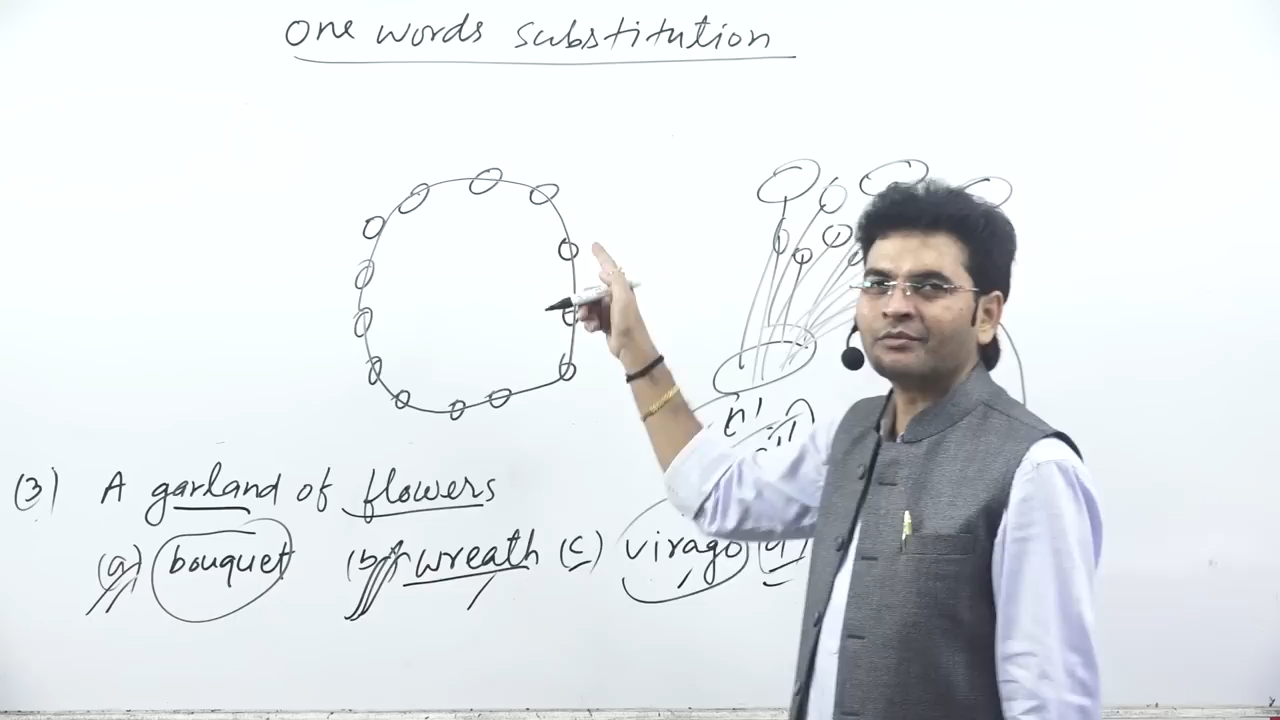 One words substitution
(3) A garland of flowers
(a) bouquet (b) wreath (c) virago (d)